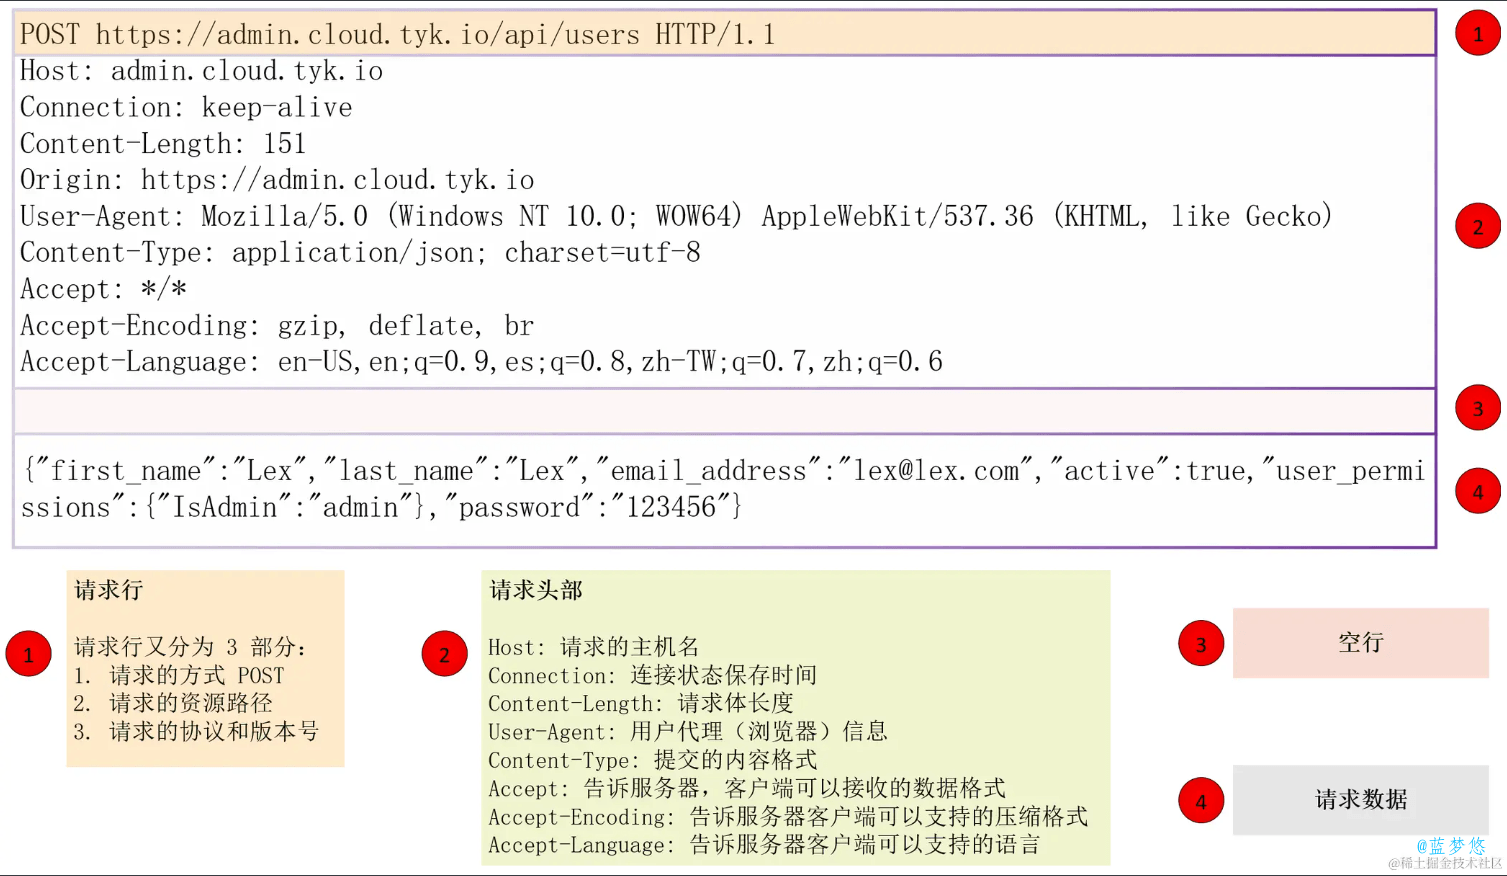 POST https://admin.cloud.tyk.io/api/users HTTP/1.1
1
Host: admin.cloud.tyk.io
Connection: keep-alive
Content-Length: 151
Origin: https://admin.cloud.tyk.io
User-Agent: Mozilla/5.0 (Windows NT 10.0; WOW64) AppleWebKit/537.36 (KHTML, like Gecko)
2
Content-Type: application/json; charset=utf-8
Accept: */*
Accept-Encoding: gzip, deflate, br
Accept-Language: en-US,en;q=0.9,es;q=0.8,zh-TW;q=0.7,zh;q=0.6
3
{"first_name":"Lex","last_name":"Lex","email_address":"lex@lex.com","active":true,"user_permi
ssions":{"IsAdmin":"admin"},"password":"123456"}
4
1
请求行
请求行又分为 3 部分：
1. 请求的方式 POST
2. 请求的资源路径
3. 请求的协议和版本号
2
请求头部
Host: 请求的主机名
Connection: 连接状态保存时间
Content-Length: 请求体长度
User-Agent: 用户代理（浏览器）信息
Content-Type: 提交的内容格式
Accept: 告诉服务器，客户端可以接收的数据格式
Accept-Encoding: 告诉服务器客户端可以支持的压缩格式
Accept-Language: 告诉服务器客户端可以支持的语言
3
空行
4
请求数据
@蓝梦悠
@稀土掘金技术社区